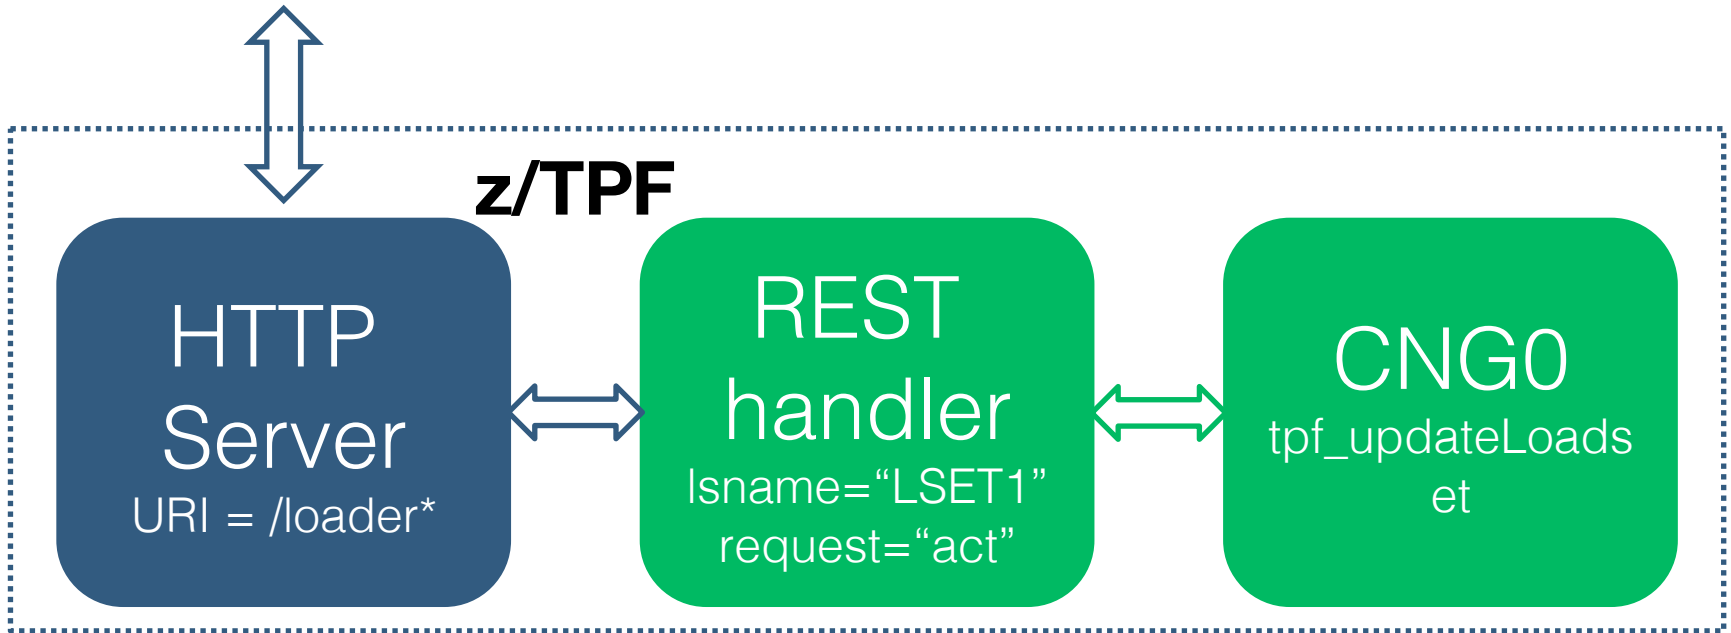 z/TPF
HTTP
Server
URI = /loader*
REST
handler
lsname=“LSET1”
request=“act”
CNG0
tpf_updateLoads
et